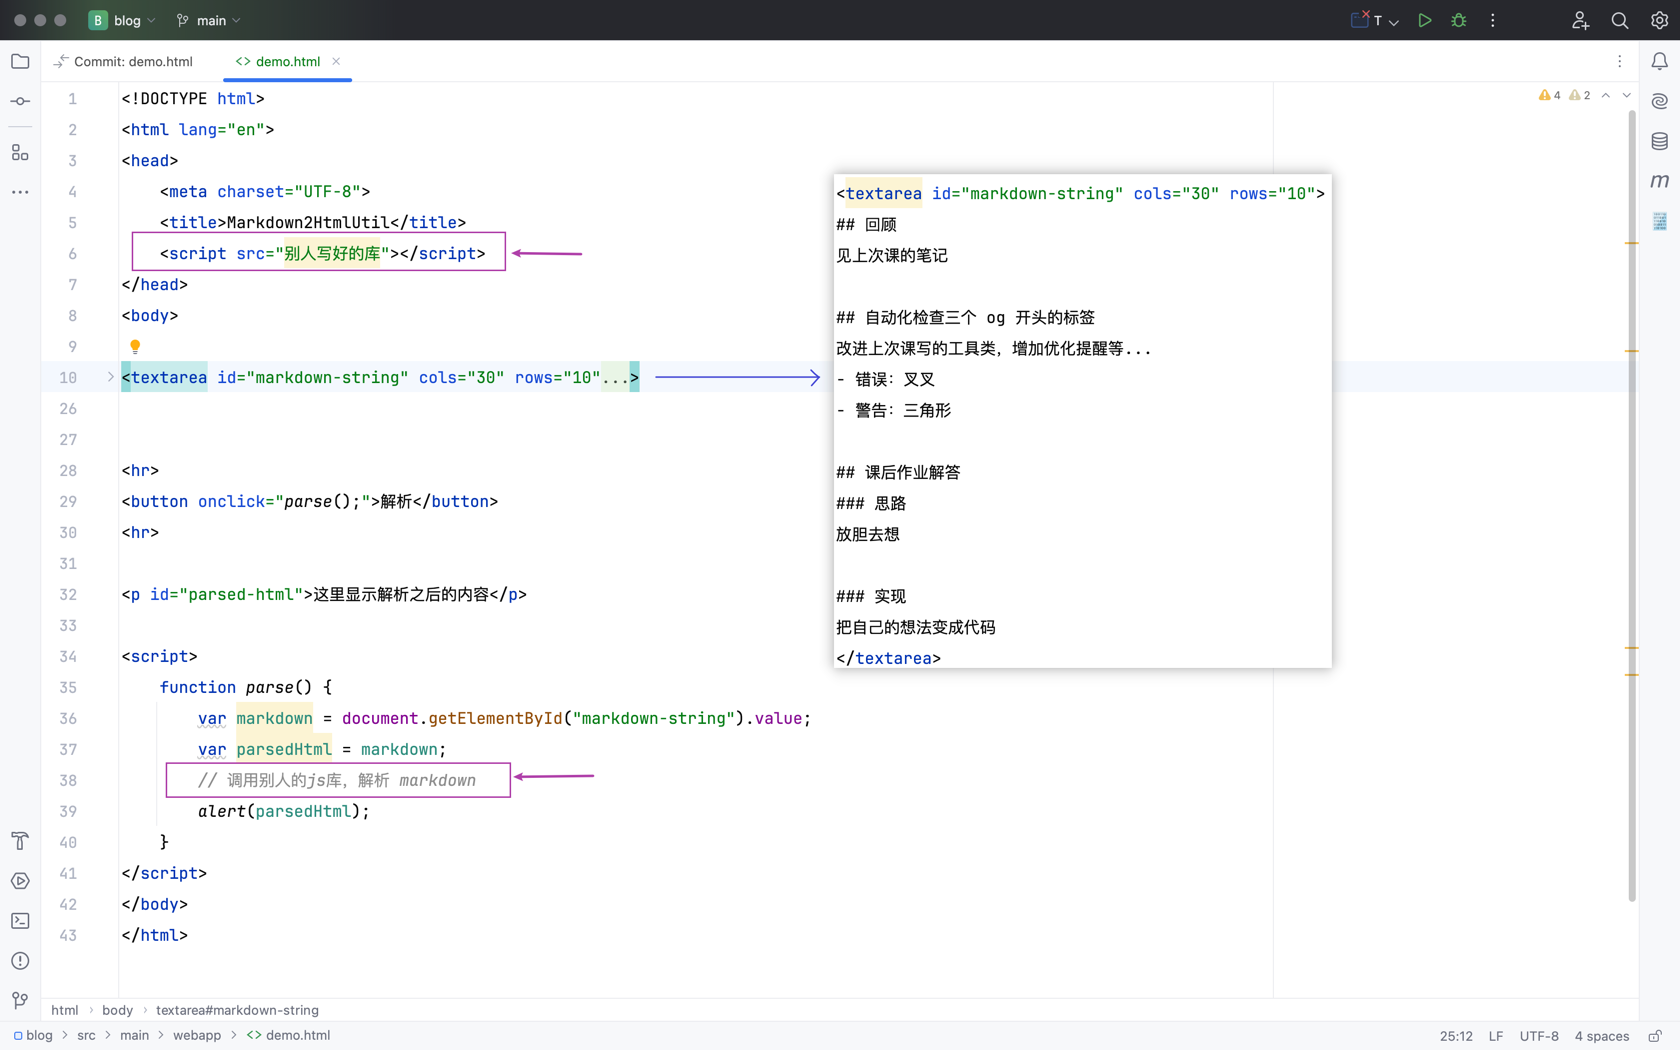 B blog main T
Commit: demo.html demo.html
4 2
1 <!DOCTYPE html>
2 <html lang="en">
3 <head>
4 <meta charset="UTF-8">
5 <title>Markdown2HtmlUtil</title>
6 <script src="别人写好的库"></script>
7 </head>
8 <body>
9
10 <textarea id="markdown-string" cols="30" rows="10"...>
26
27
28 <hr>
29 <button onclick="parse();">解析</button>
30 <hr>
31
32 <p id="parsed-html">这里显示解析之后的内容</p>
33
34 <script>
35 function parse() {
36 var markdown = document.getElementById("markdown-string").value;
37 var parsedHtml = markdown;
38 // 调用别人的js库，解析 markdown
39 alert(parsedHtml);
40 }
41 </script>
42 </body>
43 </html>
<textarea id="markdown-string" cols="30" rows="10">
## 回顾
见上次课的笔记
## 自动化检查三个 og 开头的标签
改进上次课写的工具类，增加优化提醒等...
- 错误：叉叉
- 警告：三角形
## 课后作业解答
### 思路
放胆去想
### 实现
把自己的想法变成代码
</textarea>
m
html › body › textarea#markdown-string
blog > src > main > webapp > <> demo.html
25:12 LF UTF-8 4 spaces